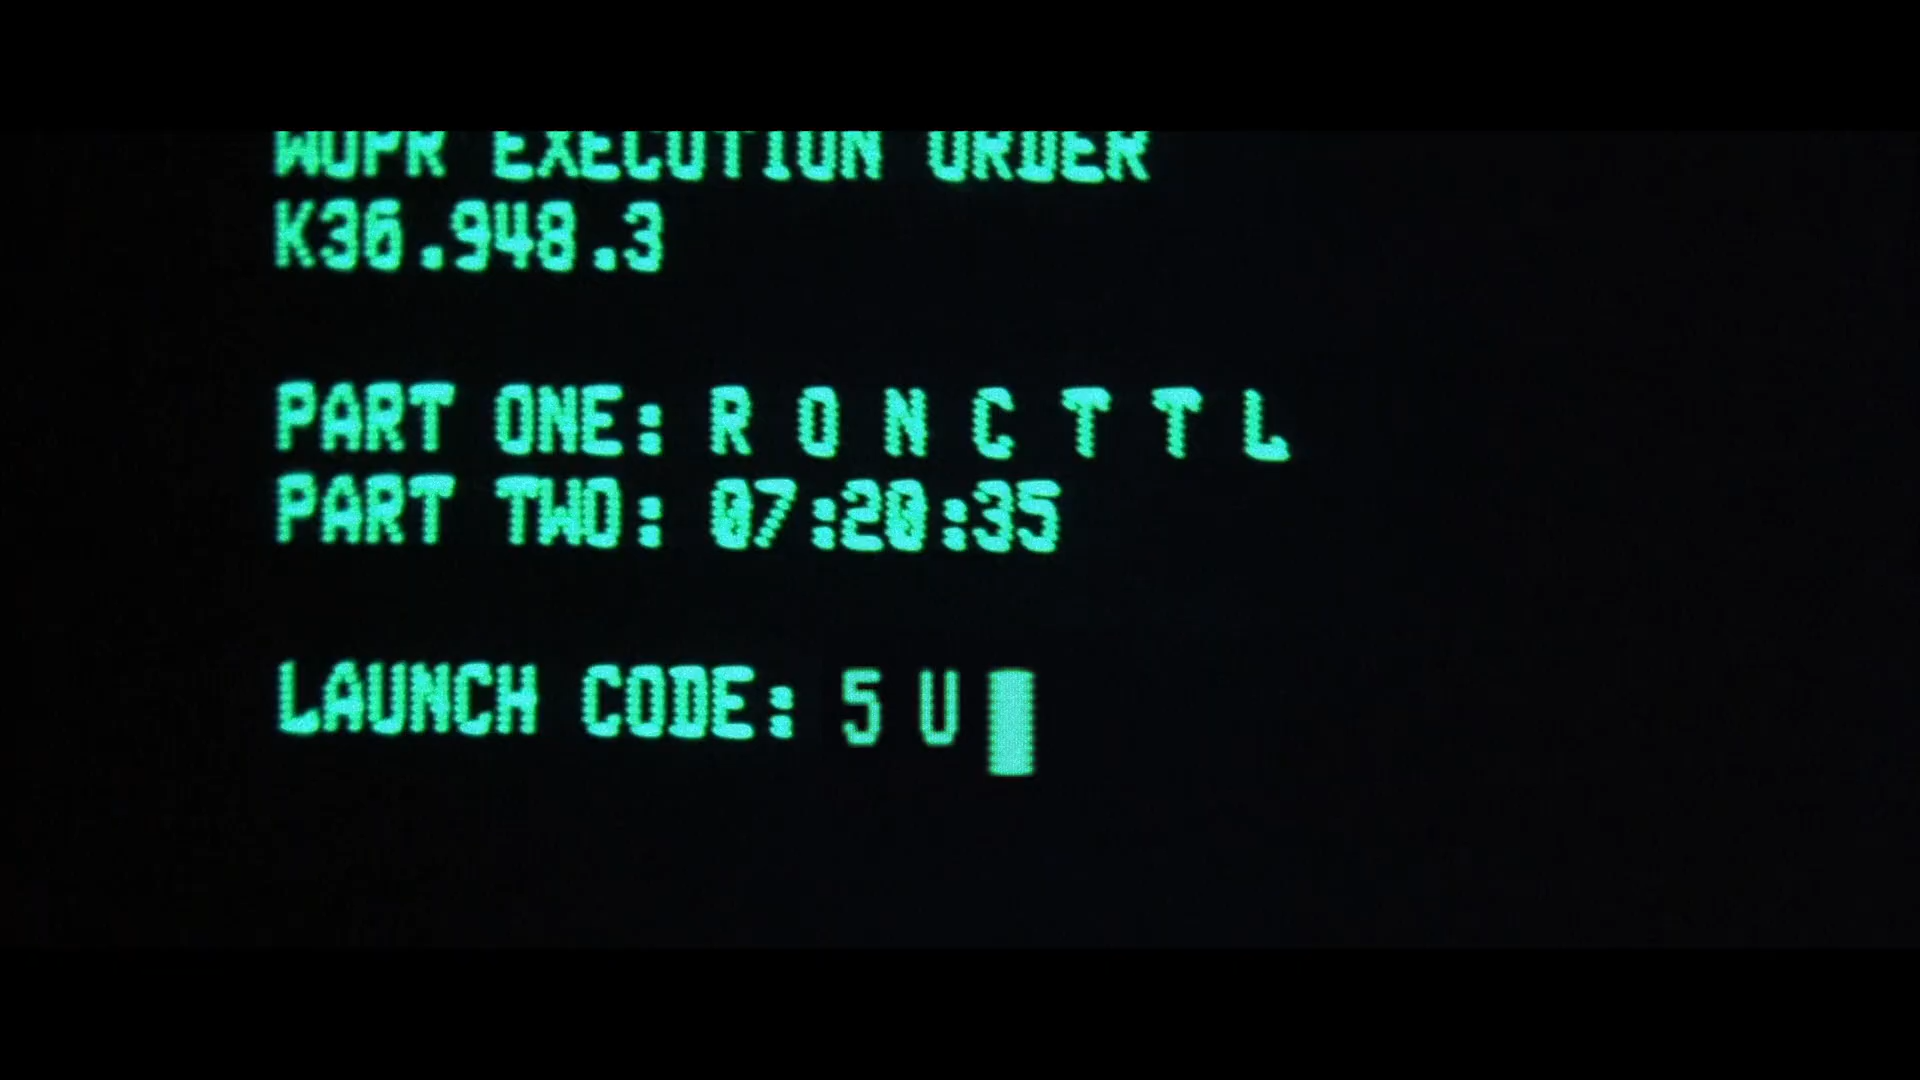 WOPR EXECUTION ORDER
K36.948.3
PART ONE: R O N C T T L
PART TWO: 07:20:35
LAUNCH CODE: 5 U